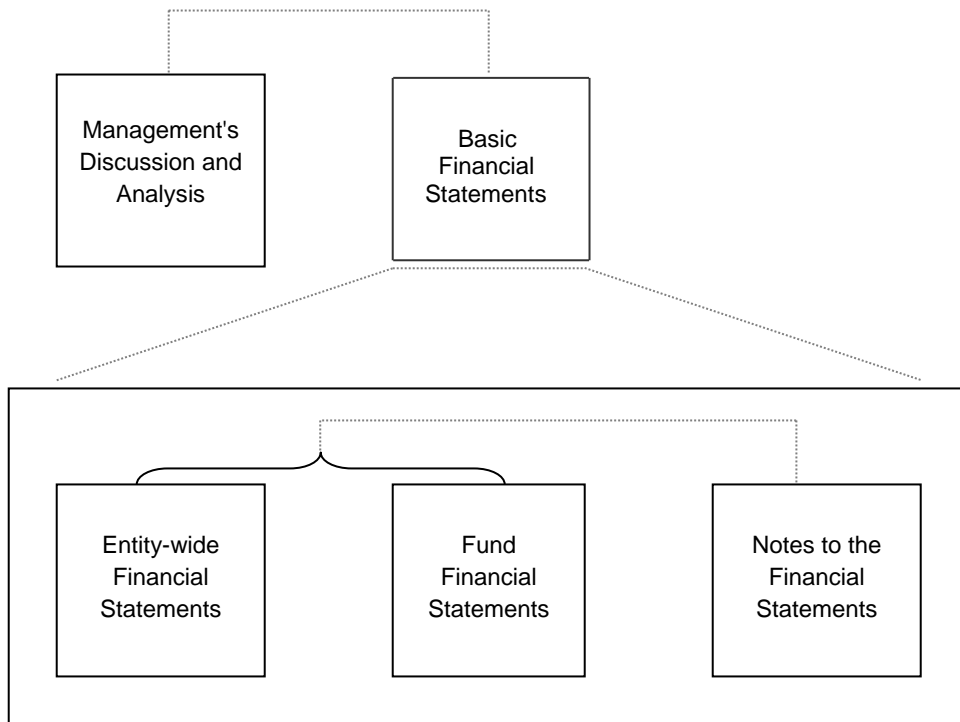 Management's
Discussion and
Analysis
Basic
Financial
Statements
Entity-wide
Financial
Statements
Fund
Financial
Statements
Notes to the
Financial
Statements